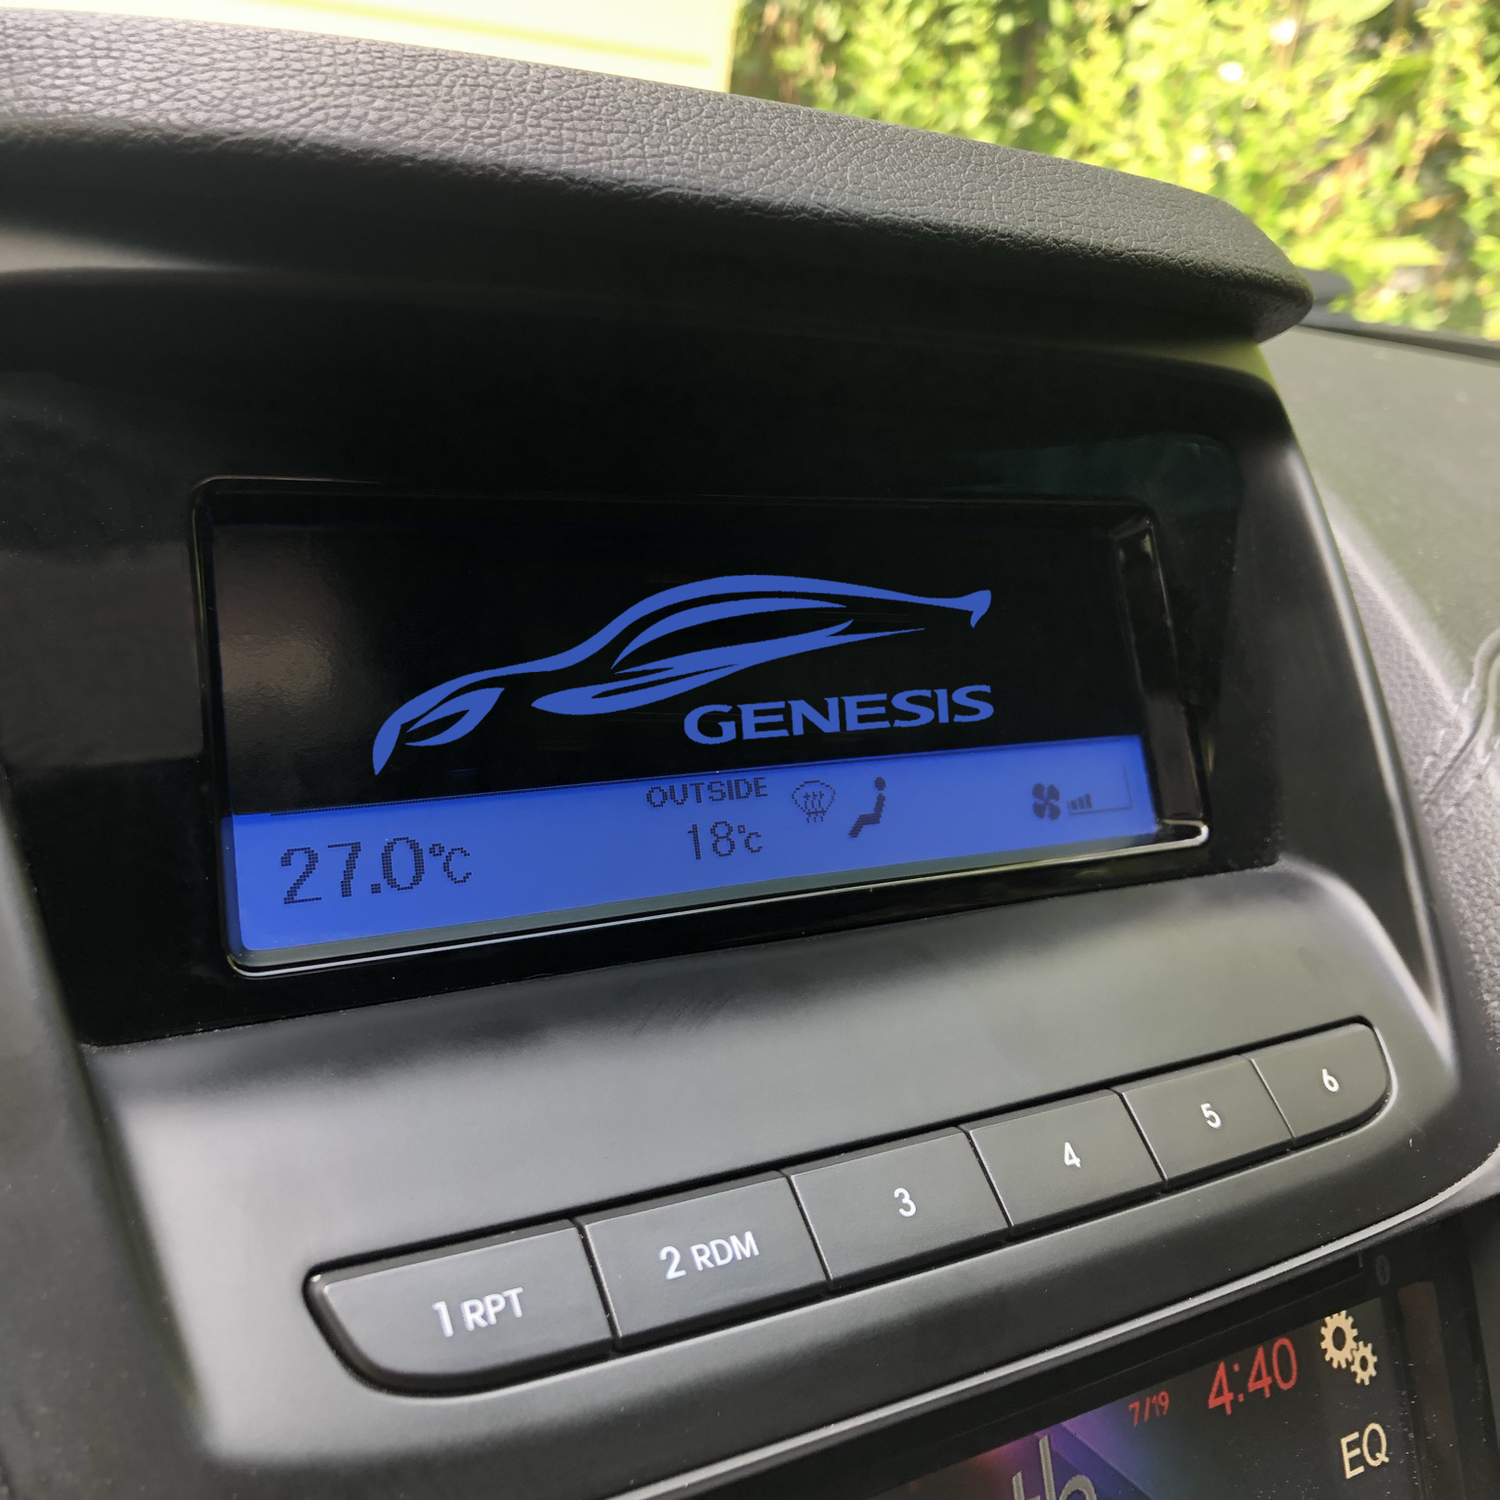 GENESIS
OUTSIDE
27.0°C
18°C
1 RPT
2 RDM
3
4
5
6
7/19
4:40
EQ